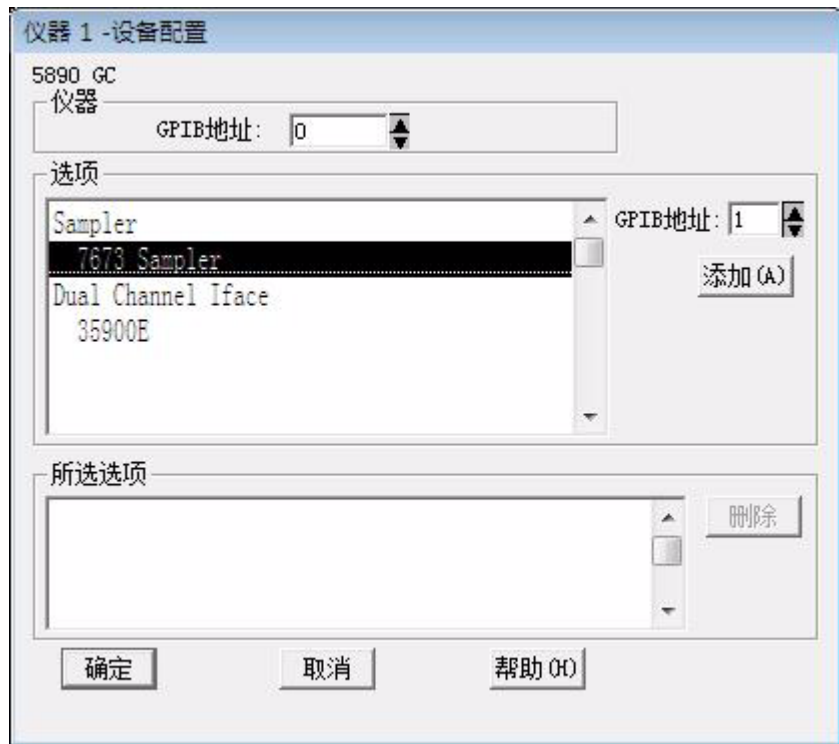 仪器 1 -设备配置
5890 GC
仪器
GPIB地址: 0
选项
Sampler
7673 Sampler
Dual Channel Iface
35900E
GPIB地址: 1
添加(A)
所选选项
删除
确定 取消 帮助(H)